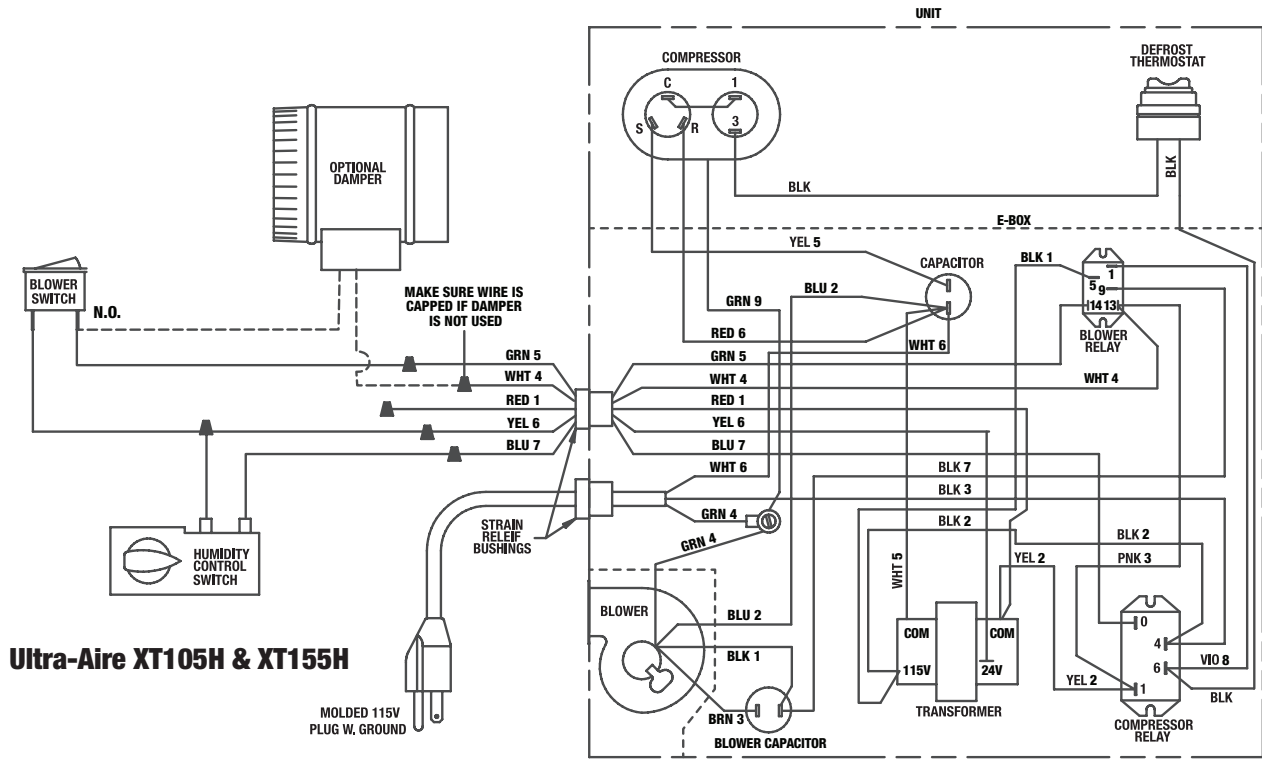 UNIT
COMPRESSOR
C
1
S
R
3
DEFROST
THERMOSTAT
BLK
BLK
OPTIONAL
DAMPER
E-BOX
YEL 5
CAPACITOR
BLK 1
1
5
9
14 13
BLOWER
RELAY
BLOWER
SWITCH
N.O.
MAKE SURE WIRE IS
CAPPED IF DAMPER
IS NOT USED
BLU 2
GRN 9
RED 6
WHT 6
GRN 5
GRN 5
WHT 4
WHT 4
WHT 4
RED 1
RED 1
YEL 6
YEL 6
BLU 7
BLU 7
WHT 6
BLK 7
BLK 3
GRN 4
BLK 2
BLK 2
STRAIN
RELEIF
BUSHINGS
GRN 4
HUMIDITY
CONTROL
SWITCH
WHT 5
YEL 2
PNK 3
BLOWER
BLU 2
COM
COM
0
4
BLK 1
115V
24V
6
VIO 8
YEL 2
1
BLK
Ultra-Aire XT105H & XT155H
MOLDED 115V
PLUG W. GROUND
BRN 3
BLOWER CAPACITOR
TRANSFORMER
COMPRESSOR
RELAY